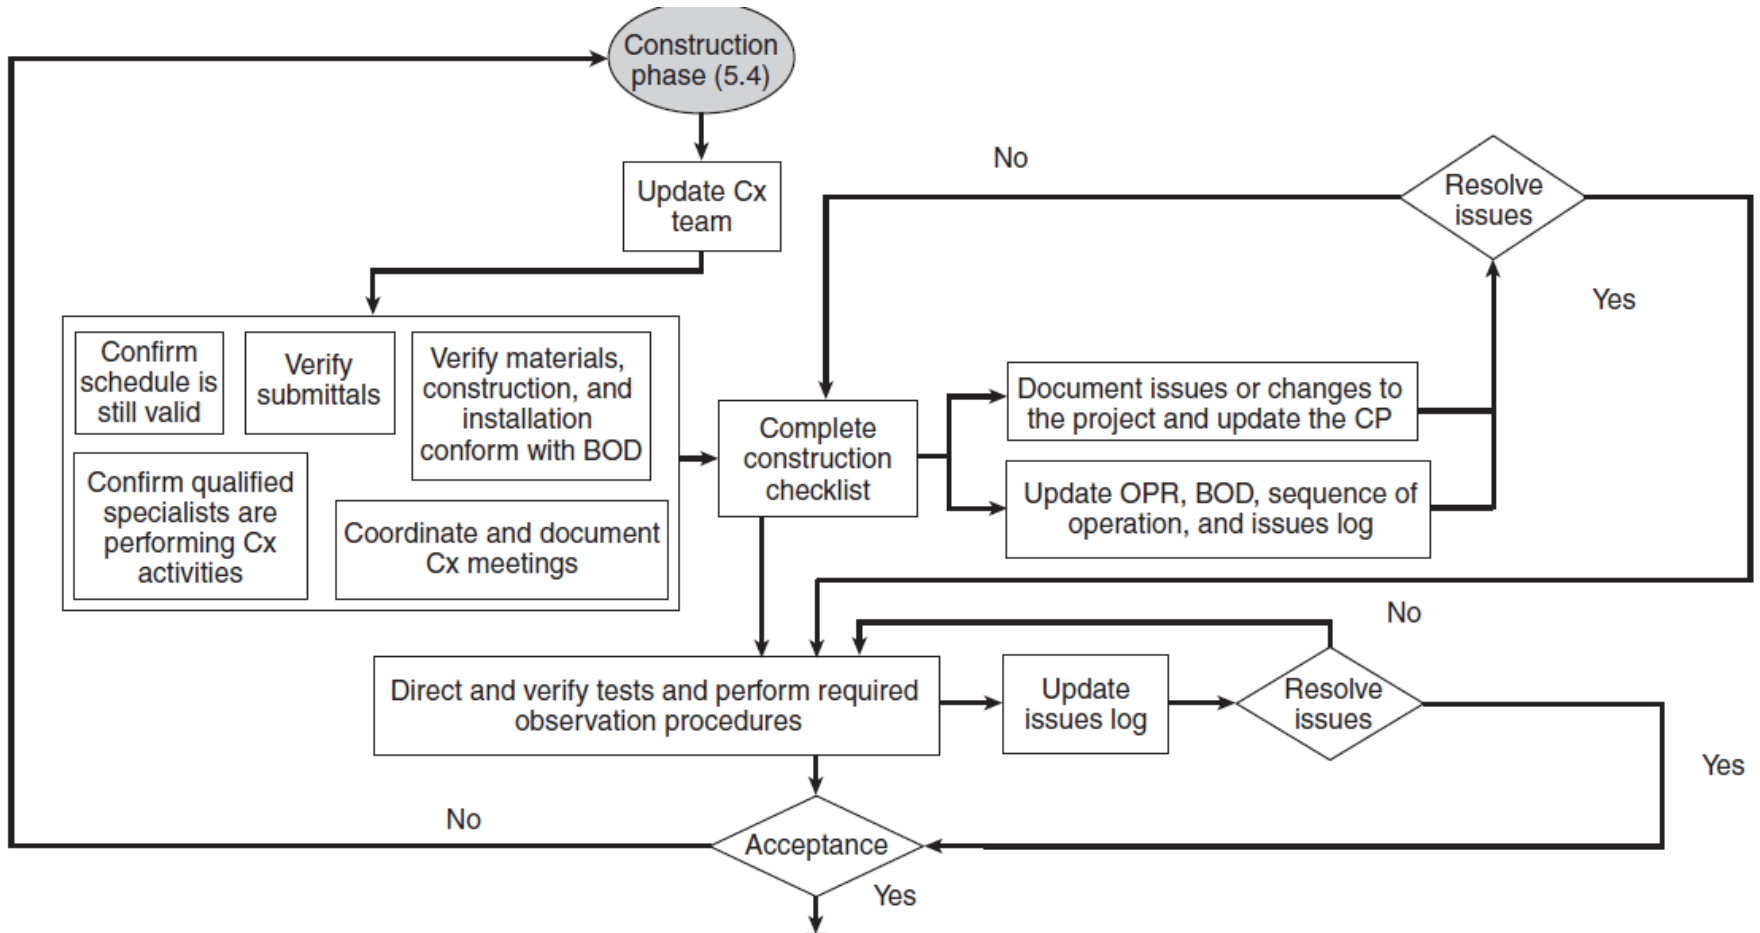 Construction
phase (5.4)
Update Cx
team
No
Resolve
issues
Yes
Confirm
schedule is
still valid
Verify
submittals
Verify materials,
construction, and
installation
conform with BOD
Confirm qualified
specialists are
performing Cx
activities
Coordinate and document
Cx meetings
Complete
construction
checklist
Document issues or changes to
the project and update the CP
Update OPR, BOD, sequence of
operation, and issues log
Direct and verify tests and perform required
observation procedures
Update
issues log
No
Resolve
issues
Yes
No
Acceptance
Yes